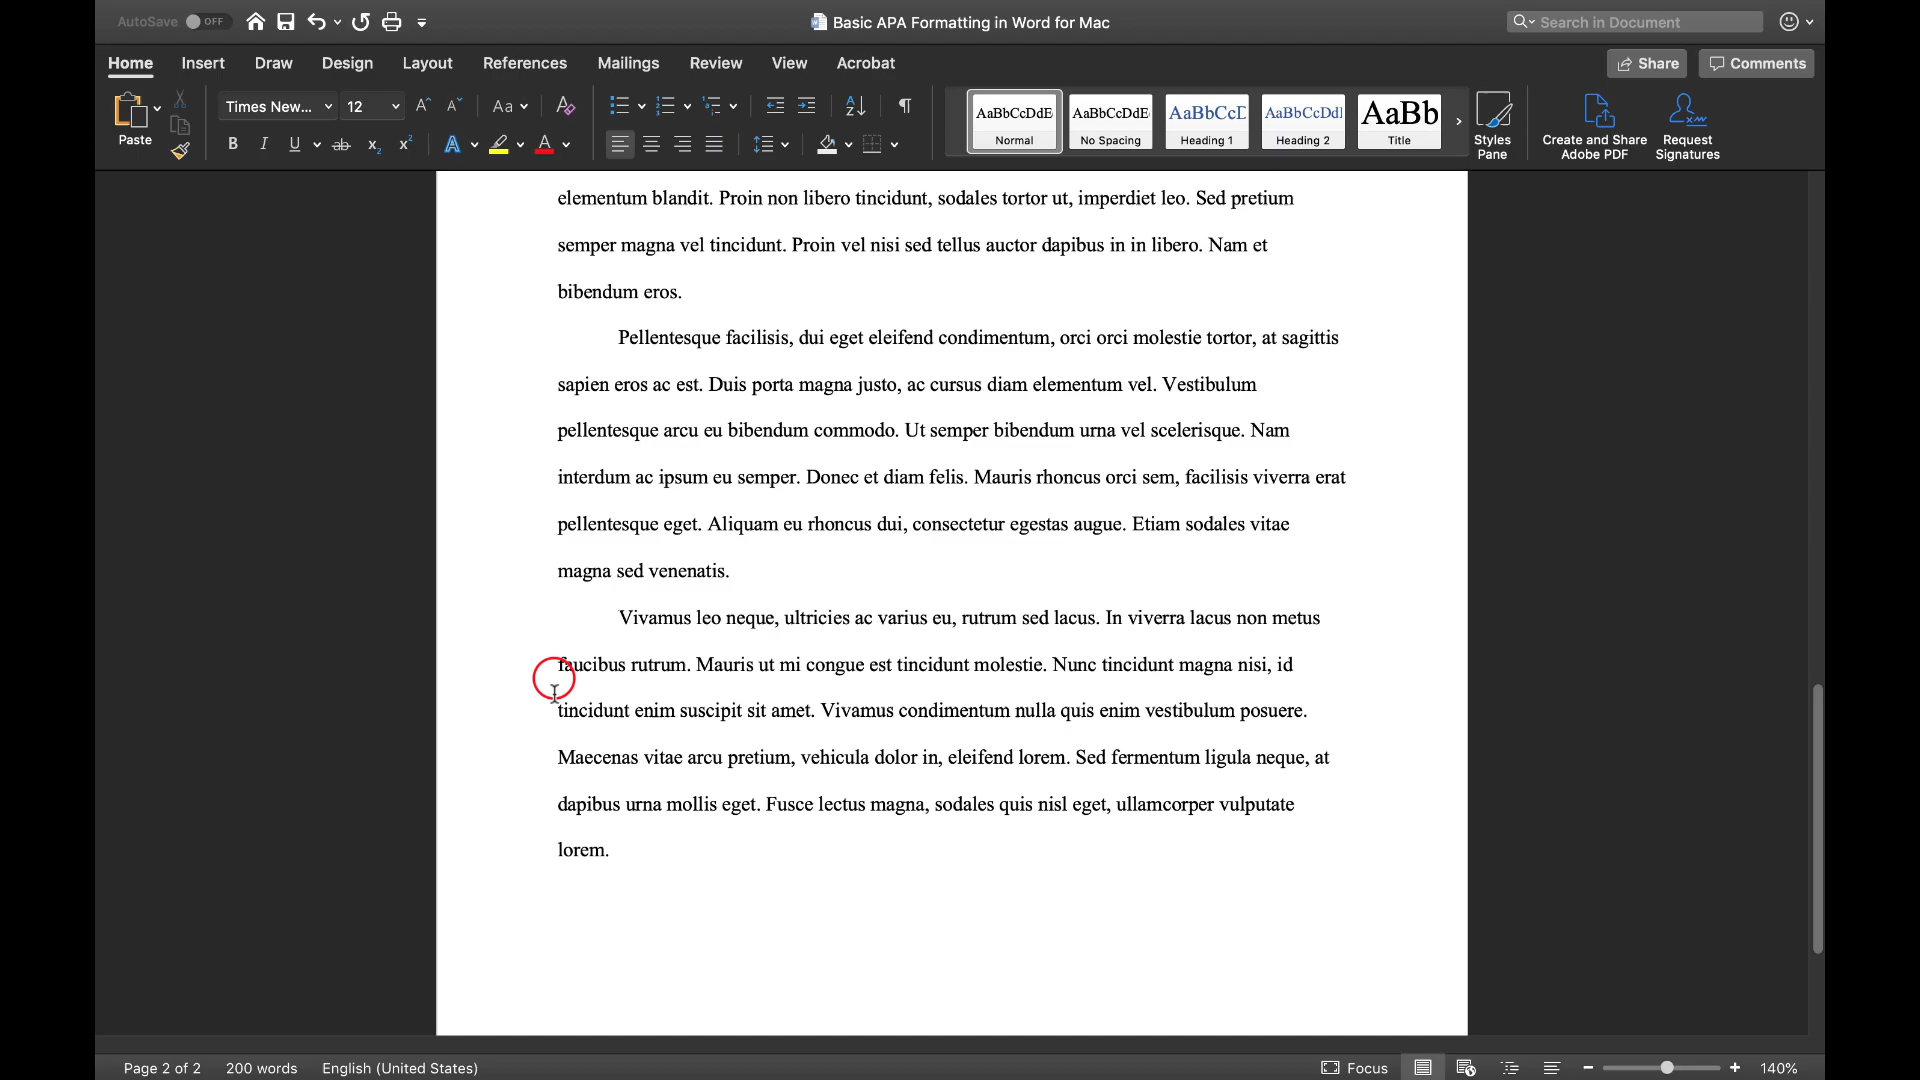 AutoSave OFF
Basic APA Formatting in Word for Mac
Search in Document
Home Insert Draw Design Layout References Mailings Review View Acrobat
Share Comments
Paste
Times New... 12 Aa
AaBbCcDdE AaBbCcDdE AaBbCcD AaBbCcDdE AaBb
Normal No Spacing Heading 1 Heading 2 Title
Styles
Pane
Create and Share
Adobe PDF
Request
Signatures
elementum blandit. Proin non libero tincidunt, sodales tortor ut, imperdiet leo. Sed pretium
semper magna vel tincidunt. Proin vel nisi sed tellus auctor dapibus in in libero. Nam et
bibendum eros.
Pellentesque facilisis, dui eget eleifend condimentum, orci orci molestie tortor, at sagittis
sapien eros ac est. Duis porta magna justo, ac cursus diam elementum vel. Vestibulum
pellentesque arcu eu bibendum commodo. Ut semper bibendum urna vel scelerisque. Nam
interdum ac ipsum eu semper. Donec et diam felis. Mauris rhoncus orci sem, facilisis viverra erat
pellentesque eget. Aliquam eu rhoncus dui, consectetur egestas augue. Etiam sodales vitae
magna sed venenatis.
Vivamus leo neque, ultricies ac varius eu, rutrum sed lacus. In viverra lacus non metus
faucibus rutrum. Mauris ut mi congue est tincidunt molestie. Nunc tincidunt magna nisi, id
tincidunt enim suscipit sit amet. Vivamus condimentum nulla quis enim vestibulum posuere.
Maecenas vitae arcu pretium, vehicula dolor in, eleifend lorem. Sed fermentum ligula neque, at
dapibus urna mollis eget. Fusce lectus magna, sodales quis nisl eget, ullamcorper vulputate
lorem.
Page 2 of 2 200 words English (United States) Focus 140%